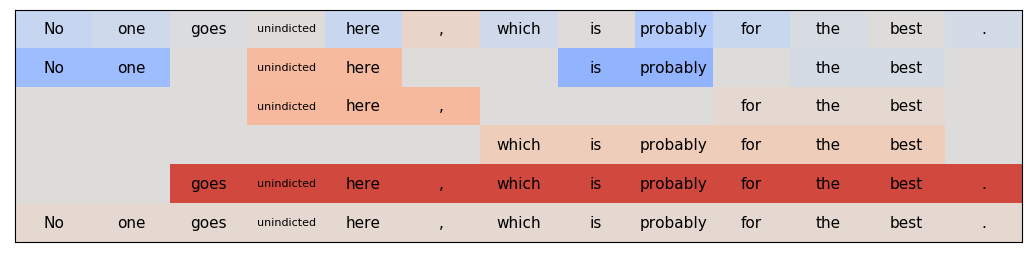 No one goes unindicted here , which is probably for the best .
No one unindicted here is probably the best
unindicted here , for the best
which is probably for the best
goes unindicted here , which is probably for the best .
No one goes unindicted here , which is probably for the best .